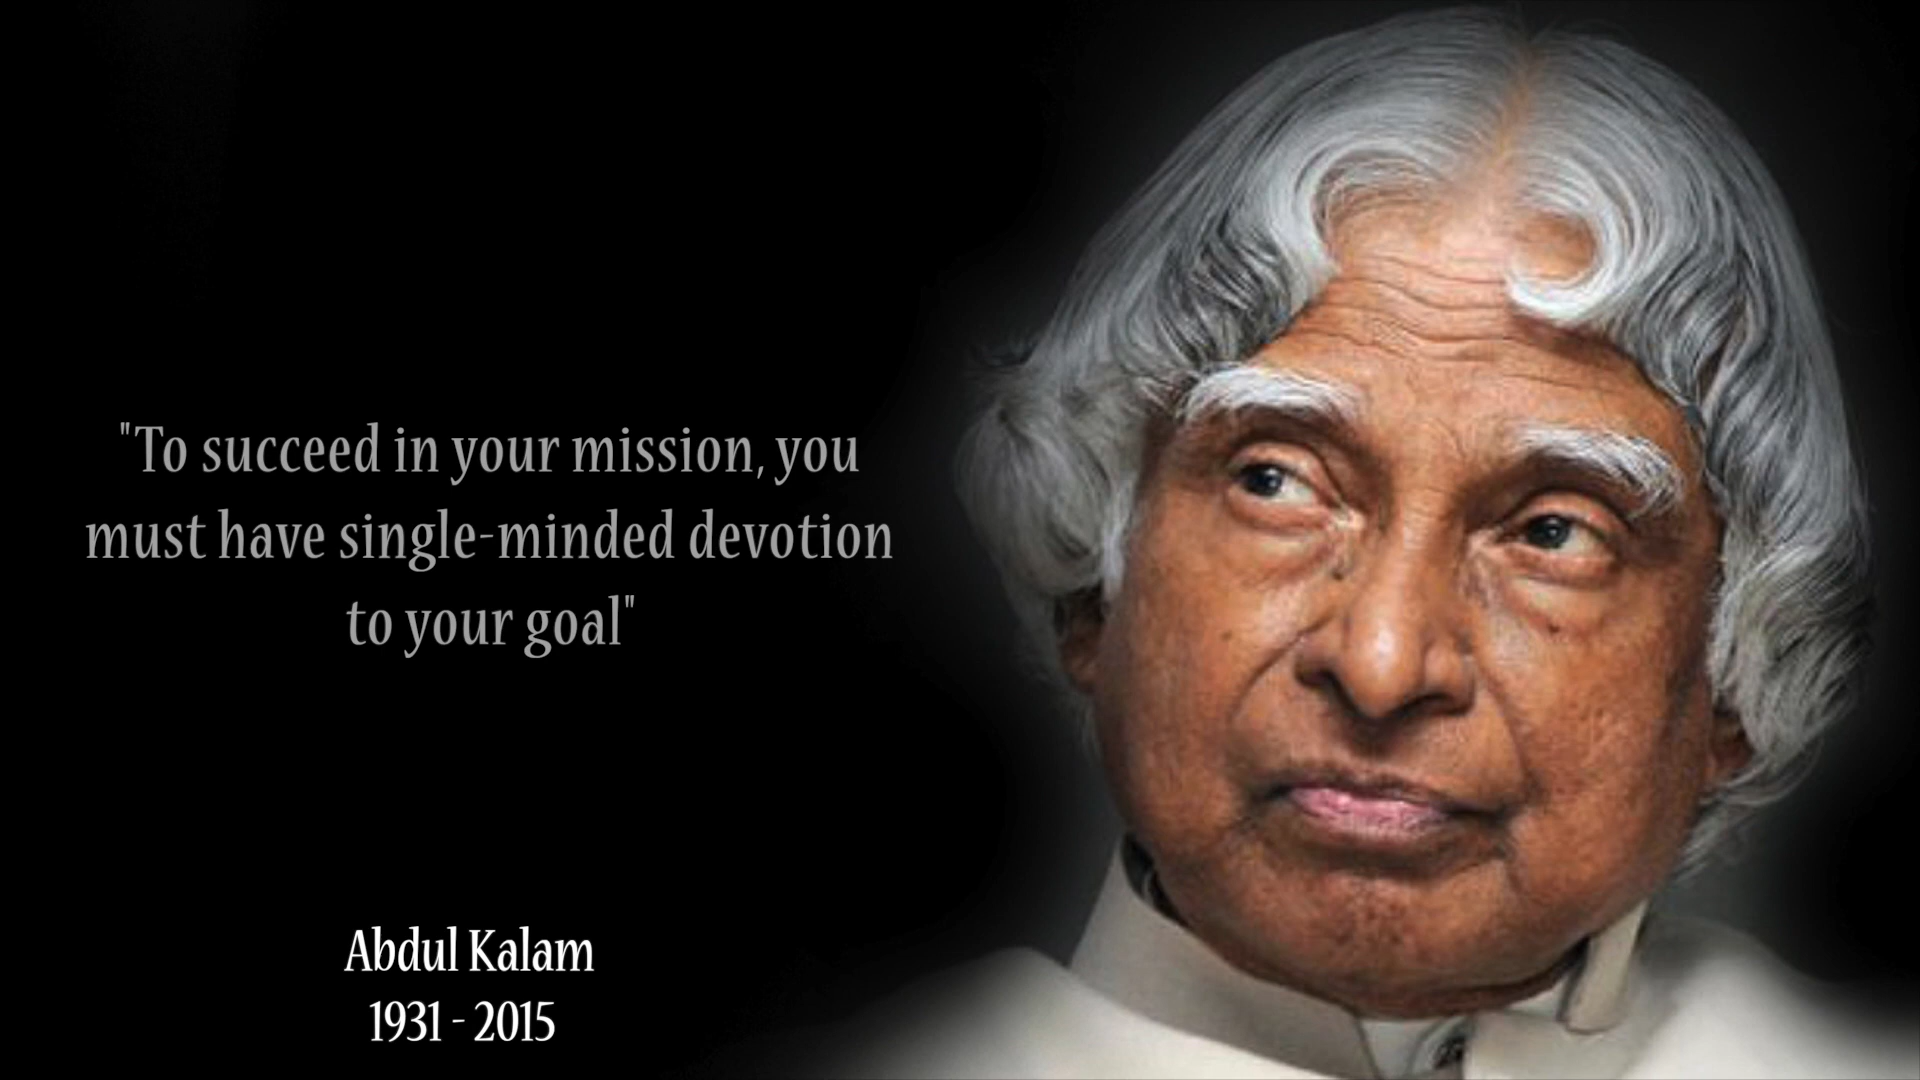 "To succeed in your mission, you
must have single-minded devotion
to your goal"
Abdul Kalam
1931 - 2015